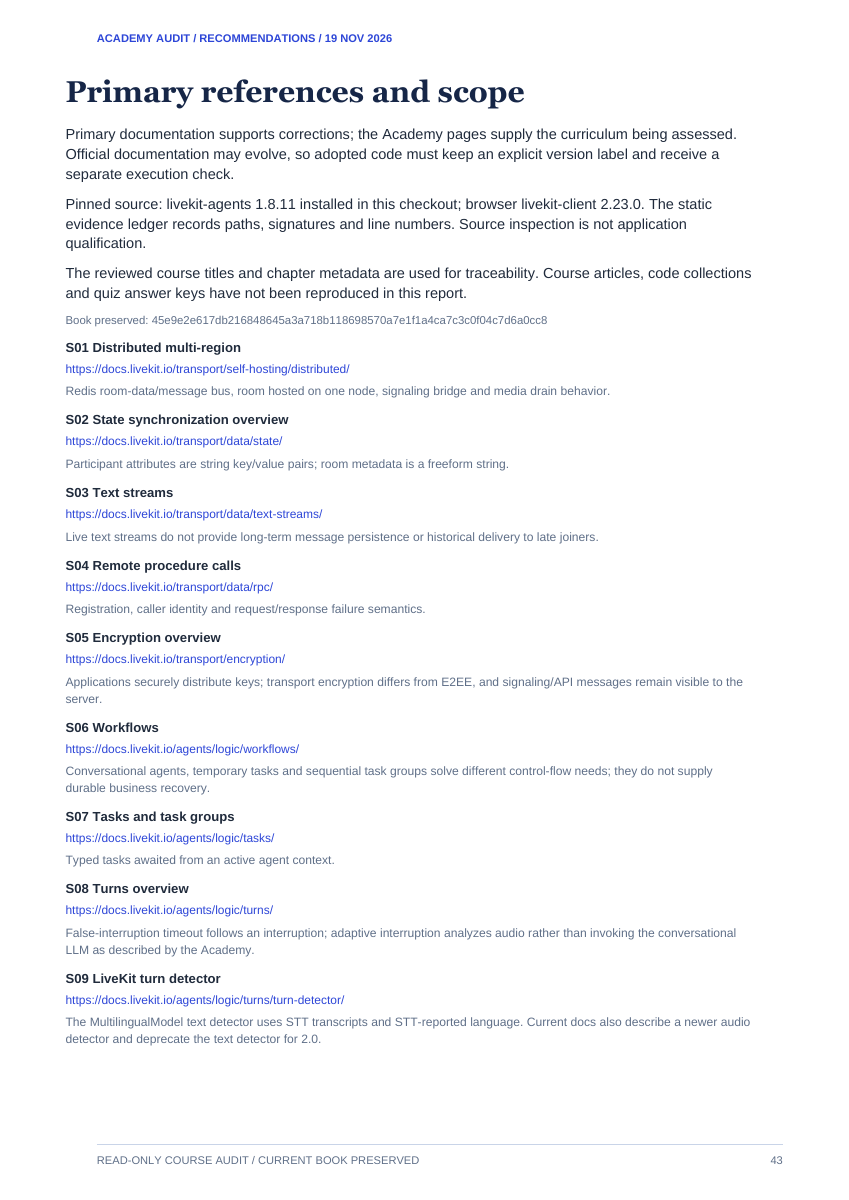 ACADEMY AUDIT / RECOMMENDATIONS / 19 NOV 2026
Primary references and scope
Primary documentation supports corrections; the Academy pages supply the curriculum being assessed.
Official documentation may evolve, so adopted code must keep an explicit version label and receive a
separate execution check.
Pinned source: livekit-agents 1.8.11 installed in this checkout; browser livekit-client 2.23.0. The static
evidence ledger records paths, signatures and line numbers. Source inspection is not application
qualification.
The reviewed course titles and chapter metadata are used for traceability. Course articles, code collections
and quiz answer keys have not been reproduced in this report.
Book preserved: 45e9e2e617db216848645a3a718b118698570a7e1f1a4ca7c3c0f04c7d6a0cc8
S01 Distributed multi-region
https://docs.livekit.io/transport/self-hosting/distributed/
Redis room-data/message bus, room hosted on one node, signaling bridge and media drain behavior.
S02 State synchronization overview
https://docs.livekit.io/transport/data/state/
Participant attributes are string key/value pairs; room metadata is a freeform string.
S03 Text streams
https://docs.livekit.io/transport/data/text-streams/
Live text streams do not provide long-term message persistence or historical delivery to late joiners.
S04 Remote procedure calls
https://docs.livekit.io/transport/data/rpc/
Registration, caller identity and request/response failure semantics.
S05 Encryption overview
https://docs.livekit.io/transport/encryption/
Applications securely distribute keys; transport encryption differs from E2EE, and signaling/API messages remain visible to the
server.
S06 Workflows
https://docs.livekit.io/agents/logic/workflows/
Conversational agents, temporary tasks and sequential task groups solve different control-flow needs; they do not supply
durable business recovery.
S07 Tasks and task groups
https://docs.livekit.io/agents/logic/tasks/
Typed tasks awaited from an active agent context.
S08 Turns overview
https://docs.livekit.io/agents/logic/turns/
False-interruption timeout follows an interruption; adaptive interruption analyzes audio rather than invoking the conversational
LLM as described by the Academy.
S09 LiveKit turn detector
https://docs.livekit.io/agents/logic/turns/turn-detector/
The MultilingualModel text detector uses STT transcripts and STT-reported language. Current docs also describe a newer audio
detector and deprecate the text detector for 2.0.
READ-ONLY COURSE AUDIT / CURRENT BOOK PRESERVED
43